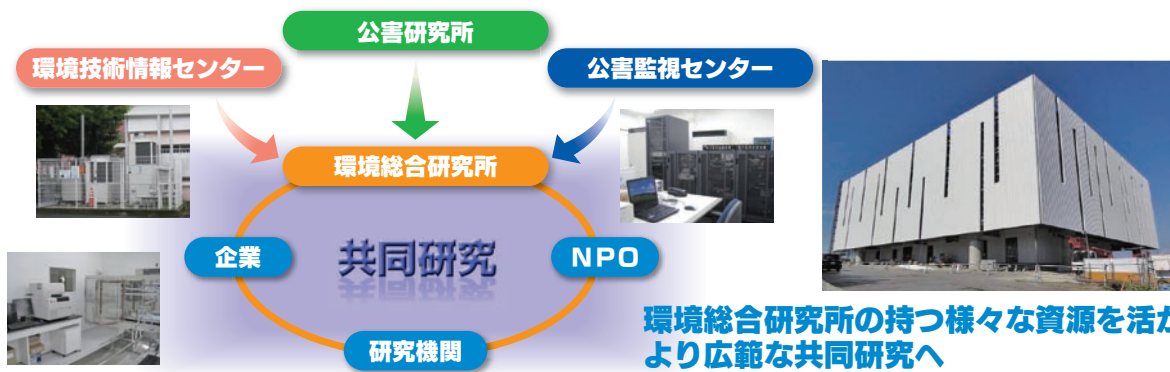 公害研究所
環境技術情報センター
公害監視センター
環境総合研究所
企業
共同研究
NPO
研究機関
環境総合研究所の持つ様々な資源を活か
より広範な共同研究へ